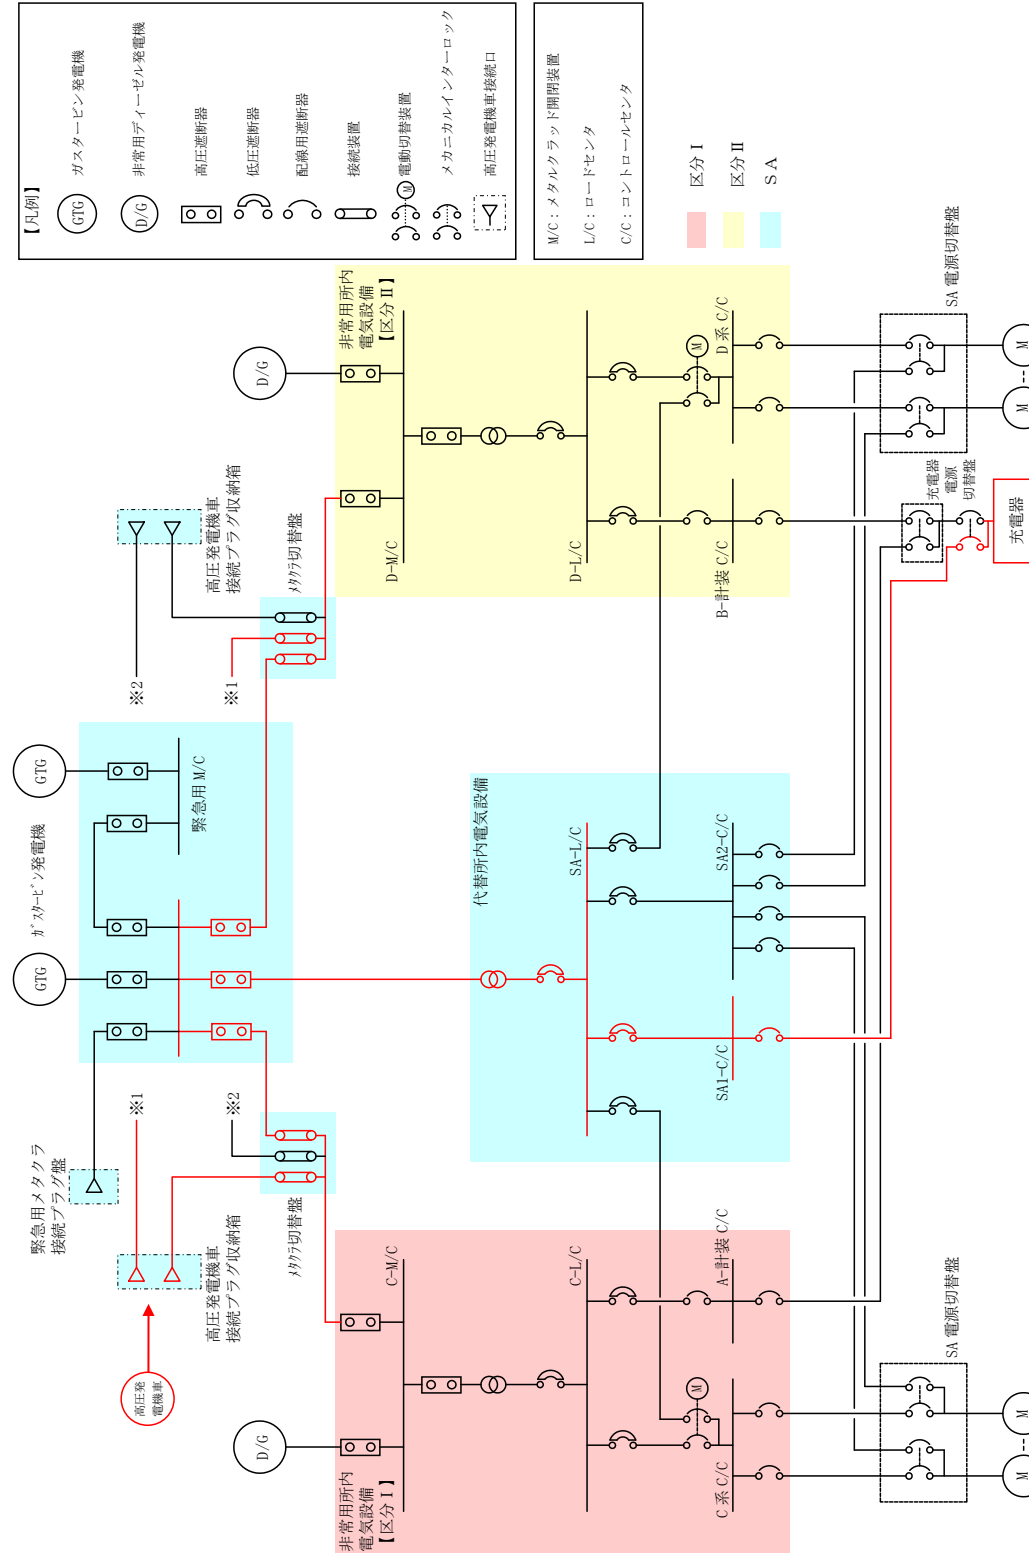 【凡例】
GTG
ガスタービン発電機
D/G
非常用ディーゼル発電機
高圧遮断器
低圧遮断器
配線用遮断器
接続装置
M
電動切替装置
メカニカルインターロック
高圧発電機車接続口
M/C：メタルクラッド開閉装置
L/C：ロードセンタ
C/C：コントロールセンタ
区分Ⅰ
区分Ⅱ
ＳＡ
GTG
ｶﾞｽﾀｰﾋﾞﾝ発電機
GTG
緊急用 M/C
緊急用メタクラ
接続プラグ盤
※1
※2
高圧発
電機車
高圧発電機車
接続プラグ収納箱
ﾒﾀｸﾗ切替盤
※2
※1
高圧発電機車
接続プラグ収納箱
ﾒﾀｸﾗ切替盤
D/G
非常用所内
電気設備
【区分Ⅰ】
C-M/C
C-L/C
M
C 系 C/C
A-計装 C/C
代替所内電気設備
SA-L/C
SA1-C/C
SA2-C/C
D/G
非常用所内
電気設備
【区分Ⅱ】
D-M/C
D-L/C
M
B-計装 C/C
D 系 C/C
SA 電源切替盤
M
M
充電器
電源
切替盤
充電器
SA 電源切替盤
M
M